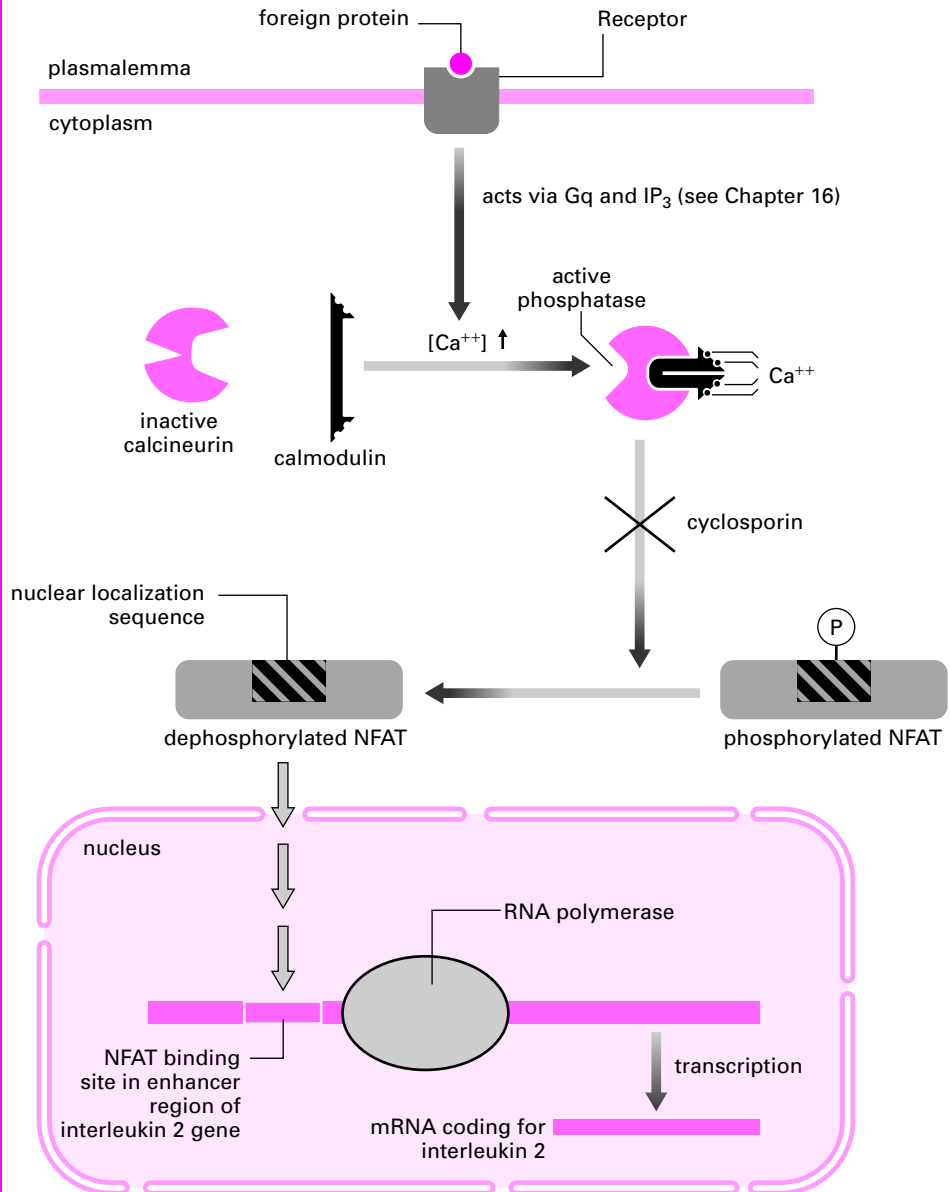 foreign protein
Receptor
plasmalemma
cytoplasm
acts via Gq and IP3 (see Chapter 16)
active
phosphatase
[Ca++]
Ca++
inactive
calcineurin
calmodulin
cyclosporin
nuclear localization
sequence
P
dephosphorylated NFAT
phosphorylated NFAT
nucleus
RNA polymerase
NFAT binding
site in enhancer
region of
interleukin 2 gene
transcription
mRNA coding for
interleukin 2